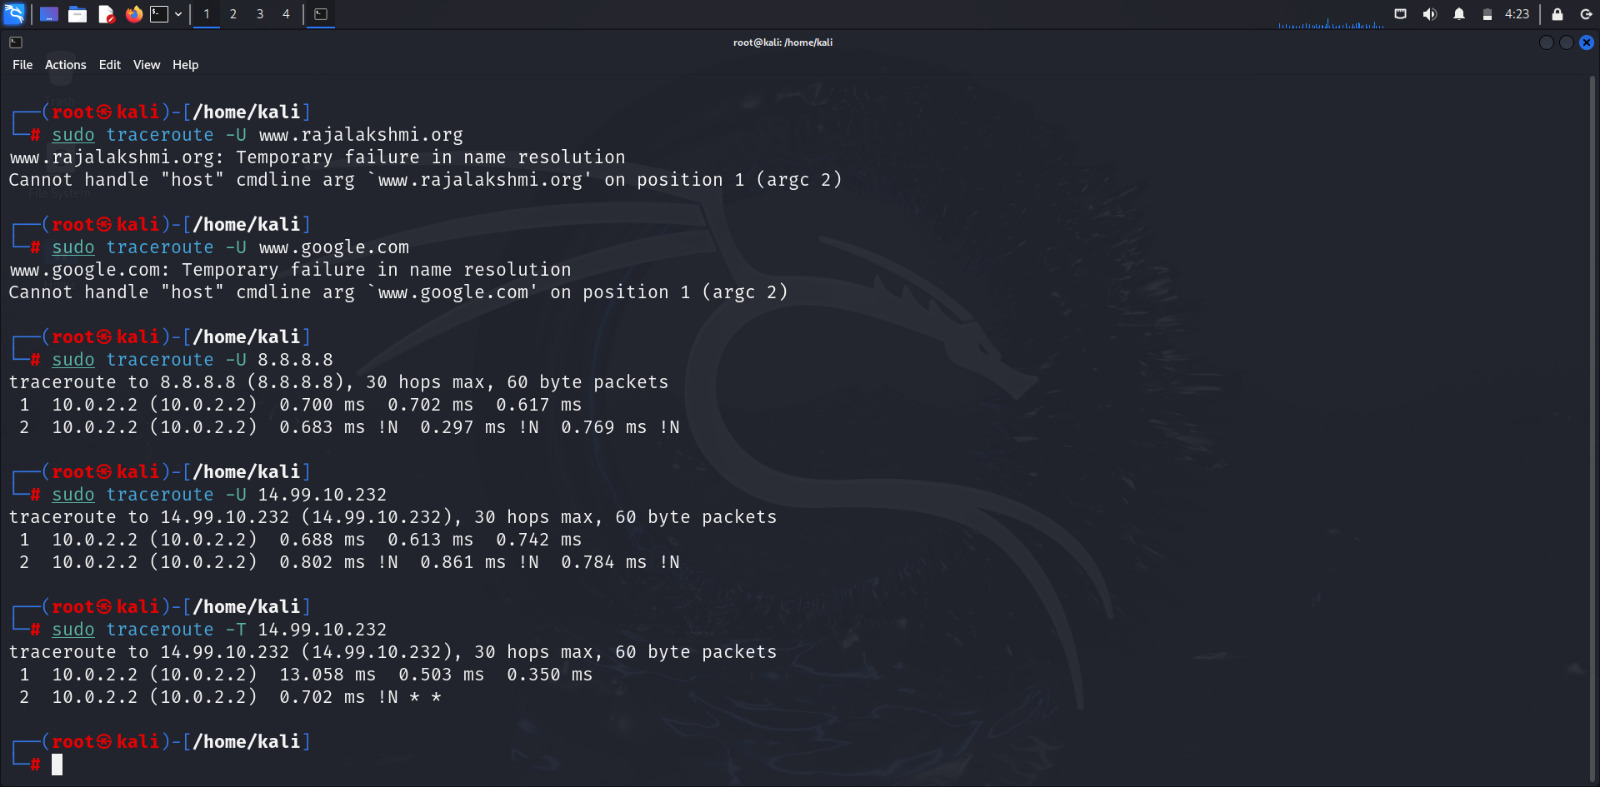 1 2 3 4 4:23
root@kali: /home/kali
File Actions Edit View Help
┌──(root㉿kali)-[/home/kali]
└─# sudo traceroute -U www.rajalakshmi.org
www.rajalakshmi.org: Temporary failure in name resolution
Cannot handle "host" cmdline arg `www.rajalakshmi.org' on position 1 (argc 2)
┌──(root㉿kali)-[/home/kali]
└─# sudo traceroute -U www.google.com
www.google.com: Temporary failure in name resolution
Cannot handle "host" cmdline arg `www.google.com' on position 1 (argc 2)
┌──(root㉿kali)-[/home/kali]
└─# sudo traceroute -U 8.8.8.8
traceroute to 8.8.8.8 (8.8.8.8), 30 hops max, 60 byte packets
 1  10.0.2.2 (10.0.2.2)  0.700 ms  0.702 ms  0.617 ms
 2  10.0.2.2 (10.0.2.2)  0.683 ms !N  0.297 ms !N  0.769 ms !N
┌──(root㉿kali)-[/home/kali]
└─# sudo traceroute -U 14.99.10.232
traceroute to 14.99.10.232 (14.99.10.232), 30 hops max, 60 byte packets
 1  10.0.2.2 (10.0.2.2)  0.688 ms  0.613 ms  0.742 ms
 2  10.0.2.2 (10.0.2.2)  0.802 ms !N  0.861 ms !N  0.784 ms !N
┌──(root㉿kali)-[/home/kali]
└─# sudo traceroute -T 14.99.10.232
traceroute to 14.99.10.232 (14.99.10.232), 30 hops max, 60 byte packets
 1  10.0.2.2 (10.0.2.2)  13.058 ms  0.503 ms  0.350 ms
 2  10.0.2.2 (10.0.2.2)  0.702 ms !N * *
┌──(root㉿kali)-[/home/kali]
└─#